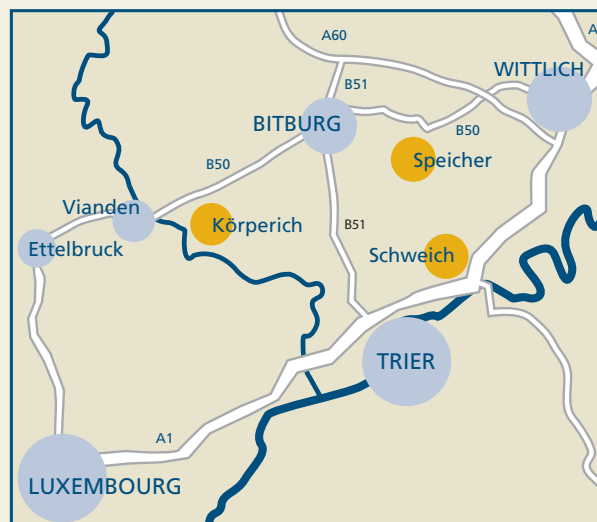 A60
A
WITTLICH
B51
BITBURG
B50
Speicher
B50
Vianden
Körperich
B51
Ettelbruck
Schweich
TRIER
A1
LUXEMBOURG